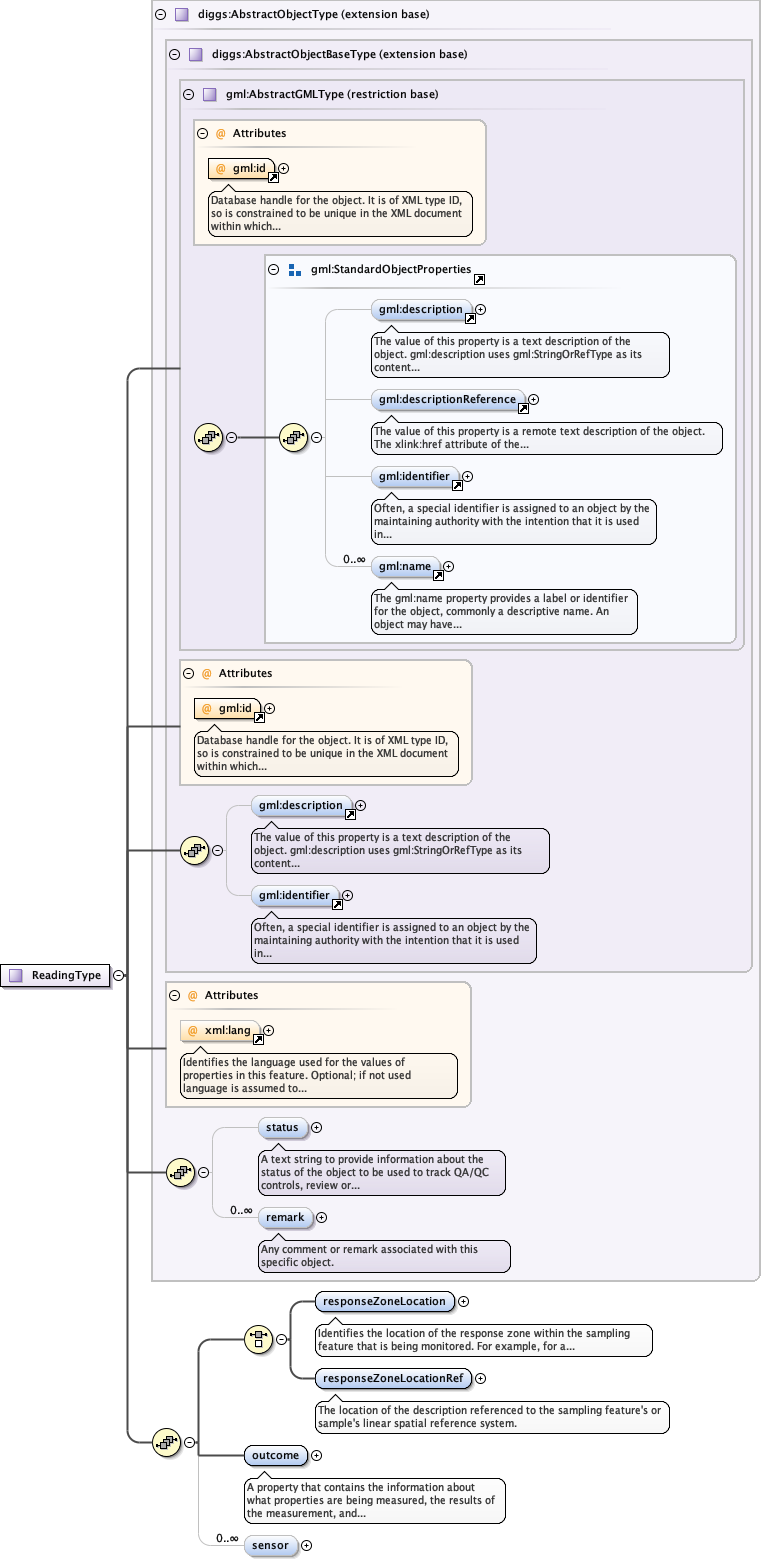 diggs:AbstractObjectType (extension base)
diggs:AbstractObjectBaseType (extension base)
gml:AbstractGMLType (restriction base)
@ Attributes
@ gml:id
Database handle for the object. It is of XML type ID,
so is constrained to be unique in the XML document
within which...
gml:StandardObjectProperties
gml:description
The value of this property is a text description of the
object. gml:description uses gml:StringOrRefType as its
content...
gml:descriptionReference
The value of this property is a remote text description of the object.
The xlink:href attribute of the...
gml:identifier
Often, a special identifier is assigned to an object by the
maintaining authority with the intention that it is used
in...
0..∞
gml:name
The gml:name property provides a label or identifier
for the object, commonly a descriptive name. An
object may have...
@ Attributes
@ gml:id
Database handle for the object. It is of XML type ID,
so is constrained to be unique in the XML document
within which...
gml:description
The value of this property is a text description of the
object. gml:description uses gml:StringOrRefType as its
content...
gml:identifier
Often, a special identifier is assigned to an object by the
maintaining authority with the intention that it is used
in...
ReadingType
@ Attributes
@ xml:lang
Identifies the language used for the values of
properties in this feature. Optional; if not used
language is assumed to...
status
A text string to provide information about the
status of the object to be used to track QA/QC
controls, review or...
0..∞
remark
Any comment or remark associated with this
specific object.
responseZoneLocation
Identifies the location of the response zone within the sampling
feature that is being monitored. For example, for a...
responseZoneLocationRef
The location of the description referenced to the sampling feature's or
sample's linear spatial reference system.
outcome
A property that contains the information about
what properties are being measured, the results of
the measurement, and...
0..∞
sensor